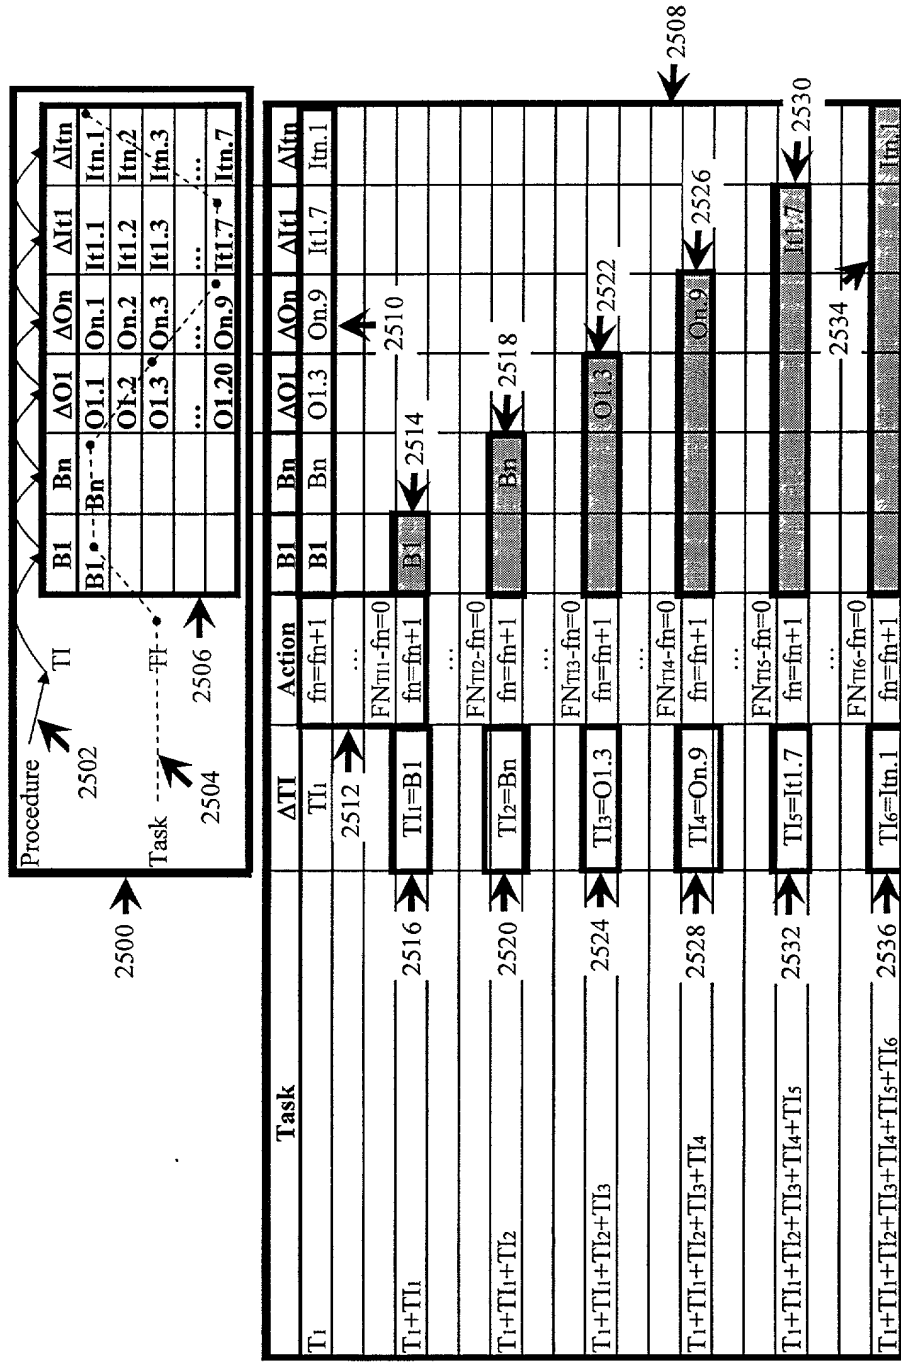 2500
Procedure
2502
TI
Task
2504
TI
2506
B1 Bn ΔO1 ΔOn ΔIt1 ΔItn
B1 Bn O1.1 On.1 It1.1 Itn.1
O1.2 On.2 It1.2 Itn.2
O1.3 On.3 It1.3 Itn.3
... ... ... ...
O1.20 On.9 It1.7 Itn.7
Task ΔTI Action B1 Bn ΔO1 ΔOn ΔIt1 ΔItn
T1 TI1 fn=fn+1 B1 Bn O1.3 On.9 It1.7 Itn.1
2512 ... 2510 2508
FNTI1-fn=0
T1+TI1 2516 TI1=B1 fn=fn+1 B1 2514
...
FNTI2-fn=0
T1+TI1+TI2 2520 TI2=Bn fn=fn+1 Bn 2518
...
FNTI3-fn=0
T1+TI1+TI2+TI3 2524 TI3=O1.3 fn=fn+1 O1.3 2522
...
FNTI4-fn=0
T1+TI1+TI2+TI3+TI4 2528 TI4=On.9 fn=fn+1 On.9 2526
...
FNTI5-fn=0
T1+TI1+TI2+TI3+TI4+TI5 2532 TI5=It1.7 fn=fn+1 It1.7 2530
...
FNTI6-fn=0 2534
T1+TI1+TI2+TI3+TI4+TI5+TI6 2536 TI6=Itn.1 fn=fn+1 Itn.1